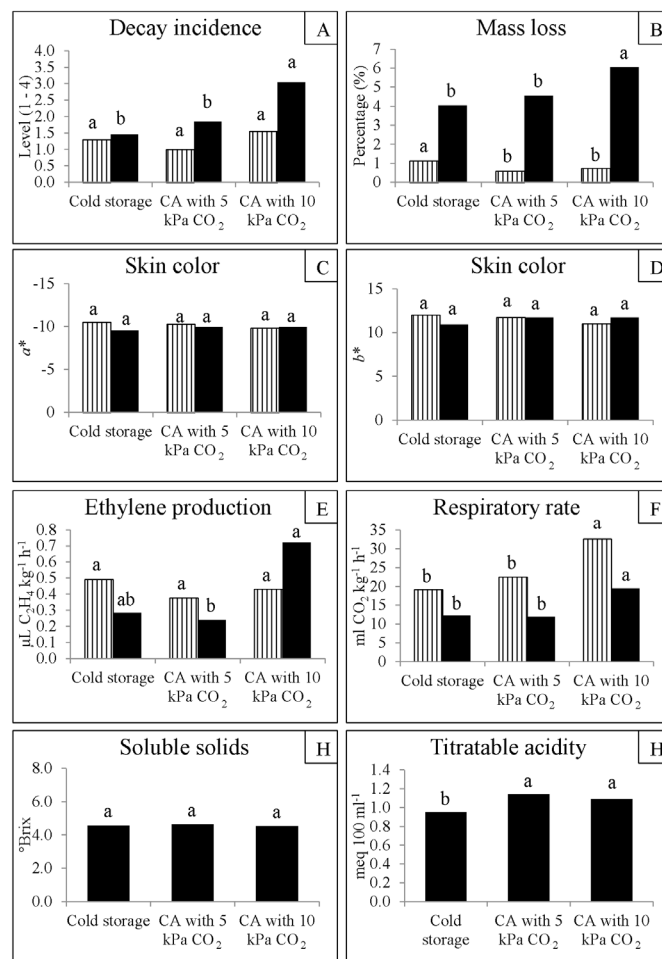 Decay incidence
A
Level (1 - 4)
4.0
3.5
3.0
2.5
2.0
1.5
1.0
0.5
0.0
a
b
a
b
a
a
Cold storage
CA with 5 kPa CO2
CA with 10 kPa CO2
Mass loss
B
Percentage (%)
7
6
5
4
3
2
1
0
a
b
b
b
b
a
Cold storage
CA with 5 kPa CO2
CA with 10 kPa CO2
Skin color
C
a*
-15
-10
-5
0
a
a
a
a
a
a
Cold storage
CA with 5 kPa CO2
CA with 10 kPa CO2
Skin color
D
b*
15
10
5
0
a
a
a
a
a
a
Cold storage
CA with 5 kPa CO2
CA with 10 kPa CO2
Ethylene production
E
µL C2H4 kg-1 h-1
0.8
0.7
0.6
0.5
0.4
0.3
0.2
0.1
0.0
a
ab
a
b
a
a
Cold storage
CA with 5 kPa CO2
CA with 10 kPa CO2
Respiratory rate
F
ml CO2 kg-1 h-1
35
30
25
20
15
10
5
0
b
b
b
b
a
a
Cold storage
CA with 5 kPa CO2
CA with 10 kPa CO2
Soluble solids
H
°Brix
8.0
6.0
4.0
2.0
0.0
a
a
a
Cold storage
CA with 5 kPa CO2
CA with 10 kPa CO2
Titratable acidity
H
meq 100 ml-1
1.4
1.2
1.0
0.8
0.6
0.4
0.2
0.0
b
a
a
Cold storage
CA with 5 kPa CO2
CA with 10 kPa CO2